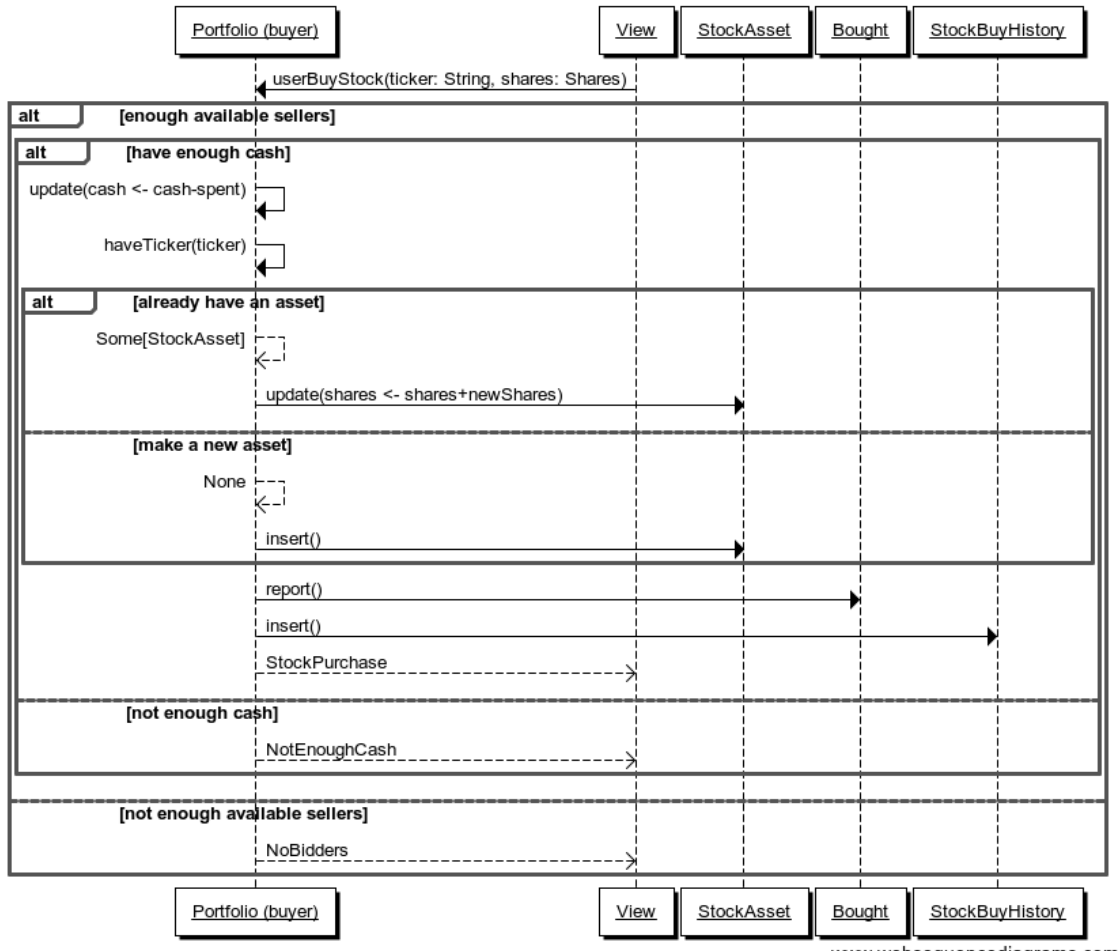 Portfolio (buyer) View StockAsset Bought StockBuyHistory
userBuyStock(ticker: String, shares: Shares)
alt [enough available sellers]
alt [have enough cash]
update(cash <- cash-spent)
haveTicker(ticker)
alt [already have an asset]
Some[StockAsset]
update(shares <- shares+newShares)
[make a new asset]
None
insert()
report()
insert()
StockPurchase
[not enough cash]
NotEnoughCash
[not enough available sellers]
NoBidders
Portfolio (buyer) View StockAsset Bought StockBuyHistory